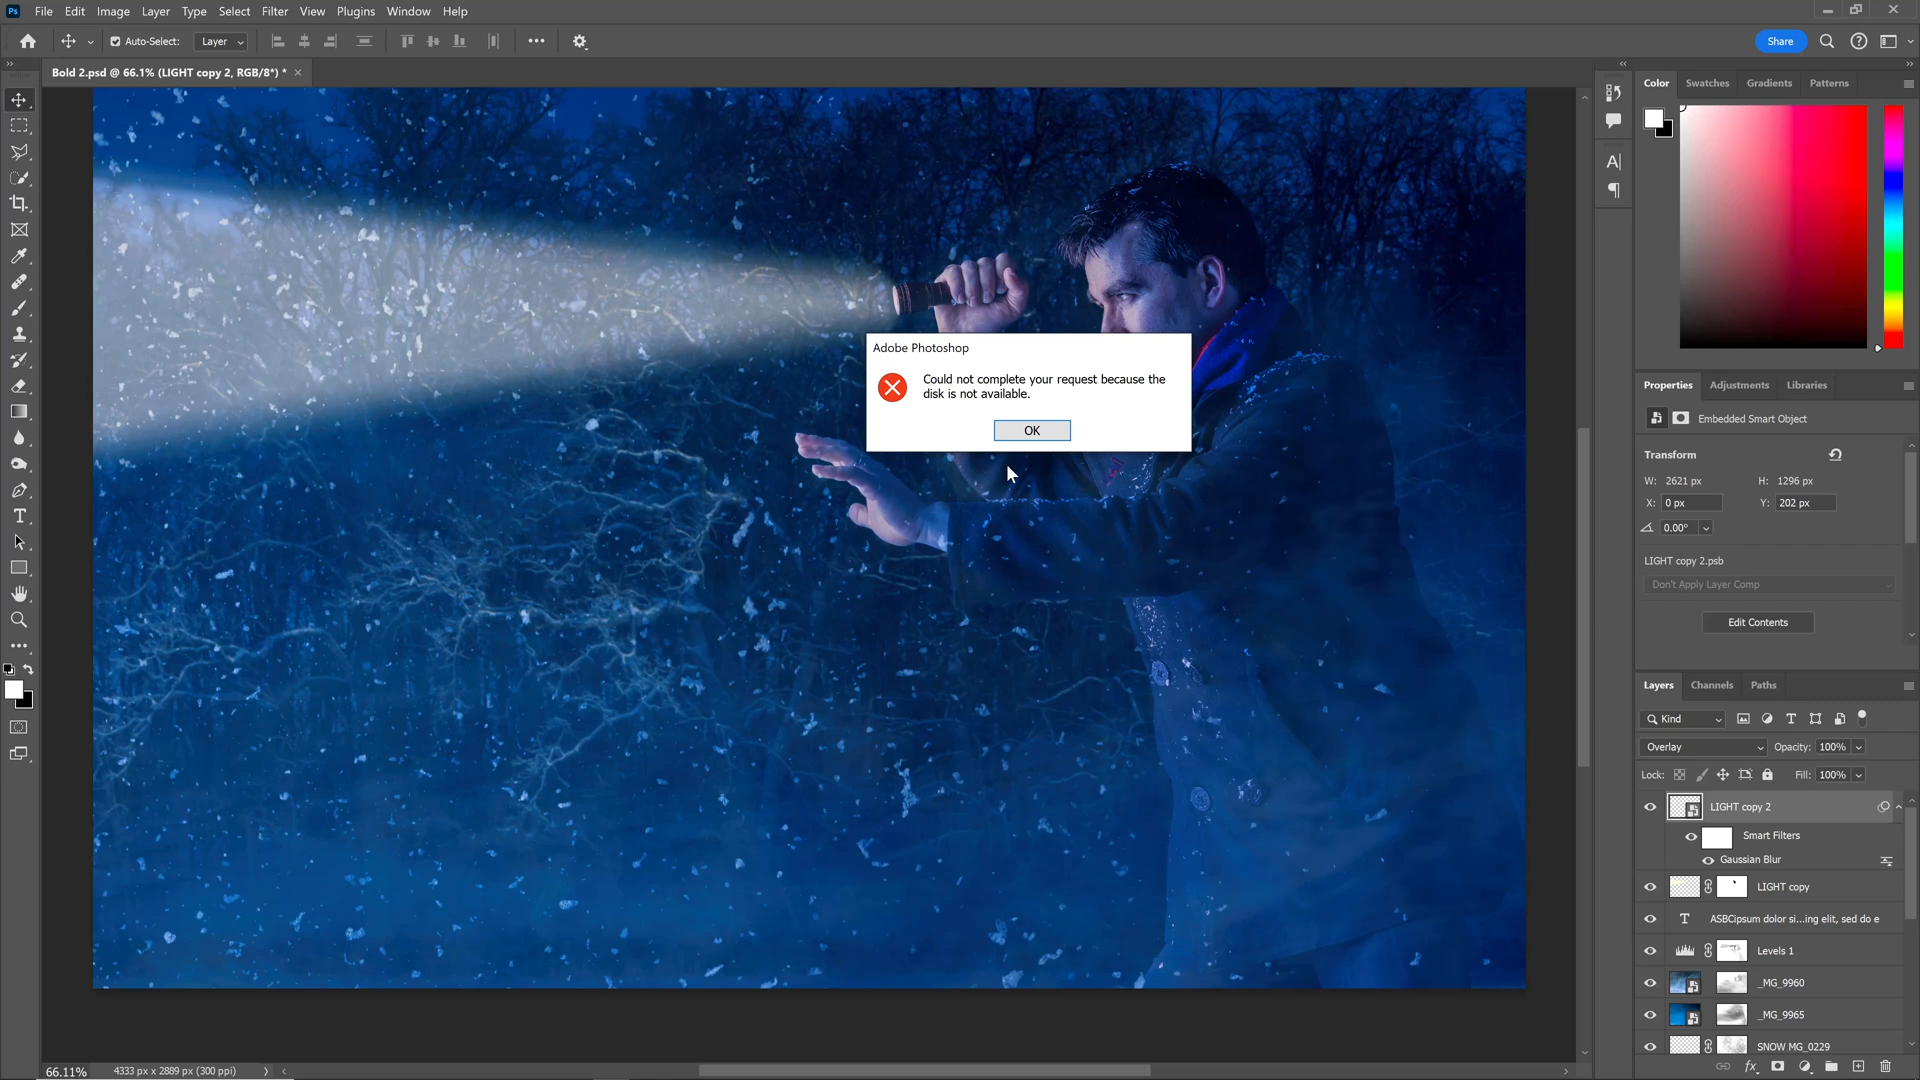 Ps File Edit Image Layer Type Select Filter View Plugins Window Help
Auto-Select: Layer Share
Bold 2.psd @ 66.1% (LIGHT copy 2, RGB/8*) * ×
Color Swatches Gradients Patterns
Adobe Photoshop
Could not complete your request because the
disk is not available.
OK
Properties Adjustments Libraries
Embedded Smart Object
Transform
W: 2621 px H: 1296 px
X: 0 px Y: 202 px
0.00°
LIGHT copy 2.psb
Don't Apply Layer Comp
Edit Contents
Layers Channels Paths
Kind
Overlay Opacity: 100%
Lock: Fill: 100%
LIGHT copy 2
Smart Filters
Gaussian Blur
LIGHT copy
ASBCipsum dolor si...ing elit, sed do e
Levels 1
_MG_9960
_MG_9965
SNOW MG_0229
66.11% 4333 px x 2889 px (300 ppi)